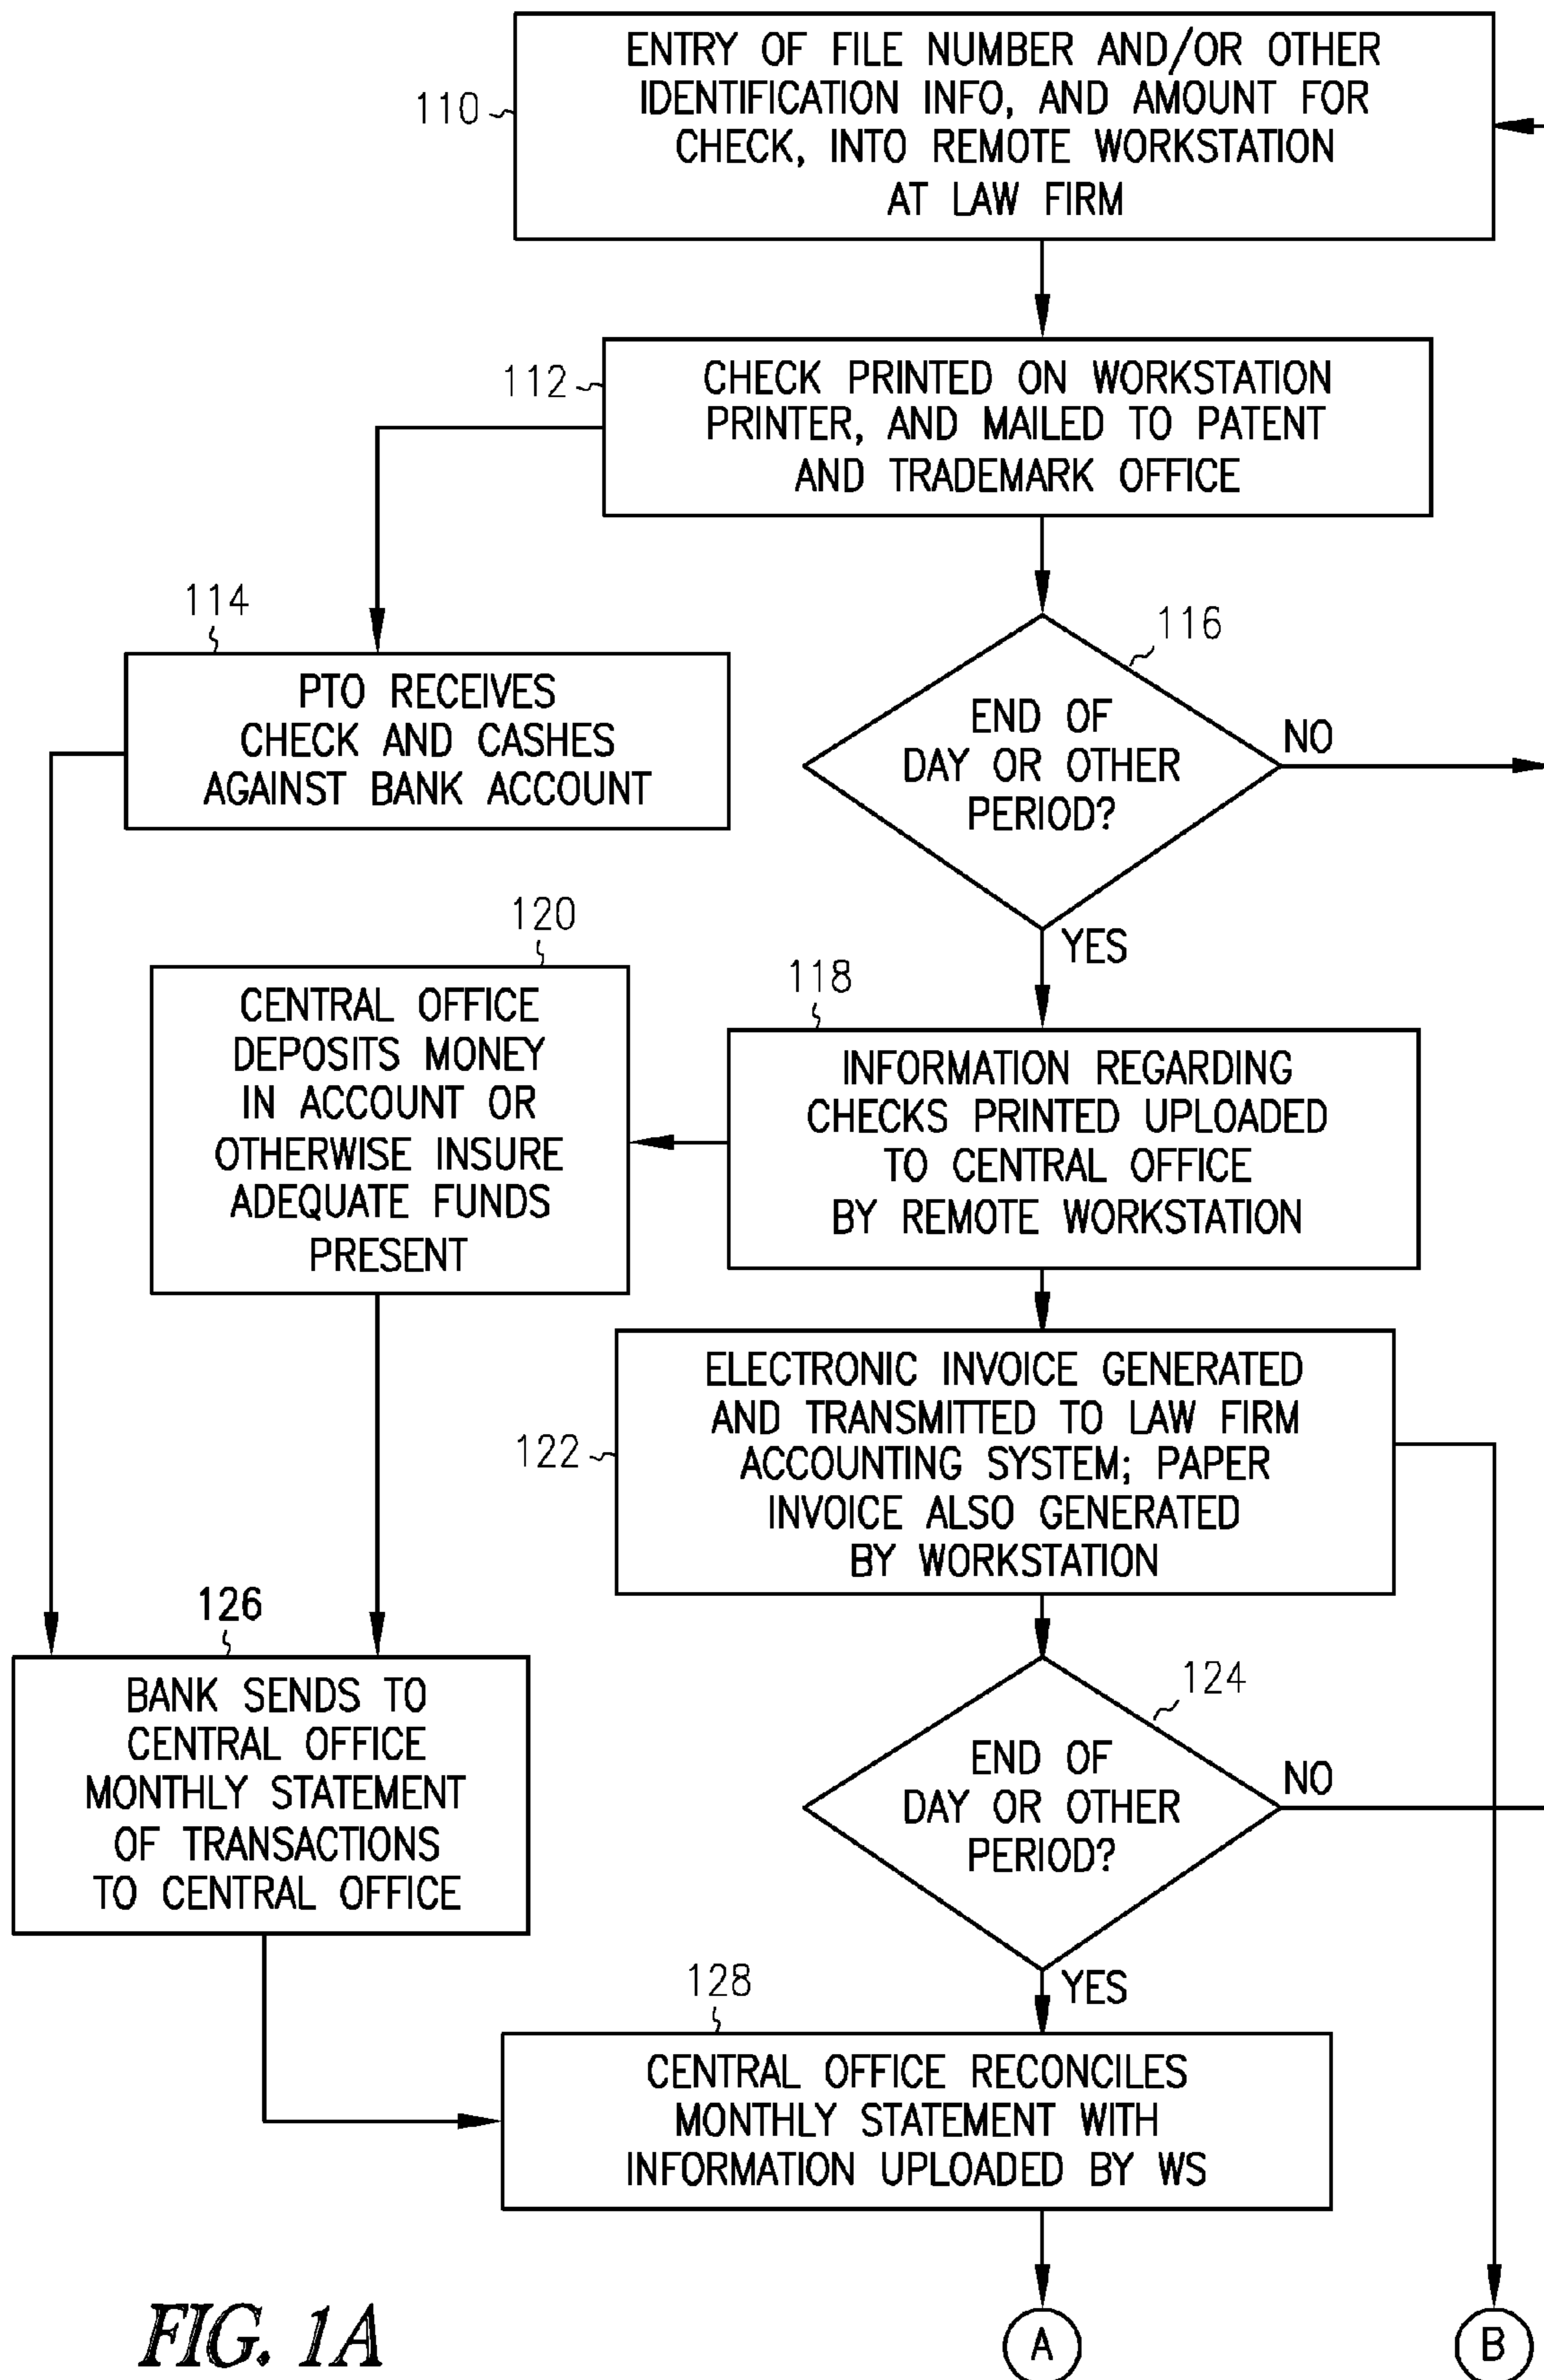 110
ENTRY OF FILE NUMBER AND/OR OTHER
IDENTIFICATION INFO, AND AMOUNT FOR
CHECK, INTO REMOTE WORKSTATION
AT LAW FIRM
112
CHECK PRINTED ON WORKSTATION
PRINTER, AND MAILED TO PATENT
AND TRADEMARK OFFICE
114
PTO RECEIVES
CHECK AND CASHES
AGAINST BANK ACCOUNT
116
END OF
DAY OR OTHER
PERIOD?
NO
YES
120
CENTRAL OFFICE
DEPOSITS MONEY
IN ACCOUNT OR
OTHERWISE INSURE
ADEQUATE FUNDS
PRESENT
118
INFORMATION REGARDING
CHECKS PRINTED UPLOADED
TO CENTRAL OFFICE
BY REMOTE WORKSTATION
122
ELECTRONIC INVOICE GENERATED
AND TRANSMITTED TO LAW FIRM
ACCOUNTING SYSTEM; PAPER
INVOICE ALSO GENERATED
BY WORKSTATION
126
BANK SENDS TO
CENTRAL OFFICE
MONTHLY STATEMENT
OF TRANSACTIONS
TO CENTRAL OFFICE
124
END OF
DAY OR OTHER
PERIOD?
NO
YES
128
CENTRAL OFFICE RECONCILES
MONTHLY STATEMENT WITH
INFORMATION UPLOADED BY WS
A
B
FIG. 1A